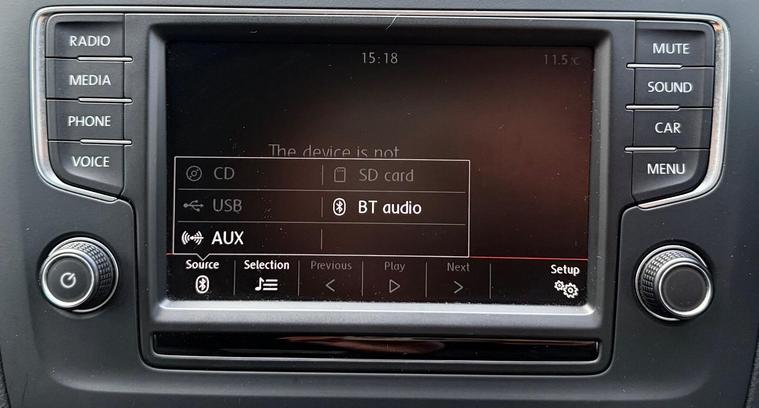 RADIO
MEDIA
PHONE
VOICE
15:18
11.5°C
The device is not
CD
SD card
USB
BT audio
AUX
Source
Selection
Previous
Play
Next
Setup
MUTE
SOUND
CAR
MENU